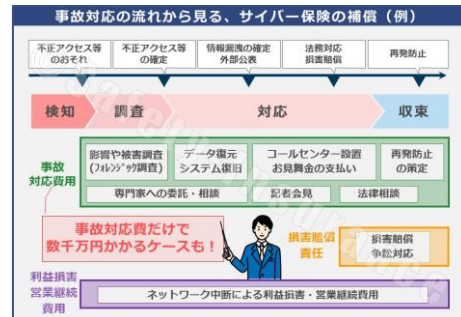 事故対応の流れから見る、サイバー保険の補償（例）
不正アクセス等
のおそれ
不正アクセス等
の確定
情報漏洩の確定
外部公表
法務対応
損害賠償
再発防止
検知
調査
対応
収束
事故
対応費用
影響や被害調査
(フォレンジック調査)
データ復元
システム復旧
コールセンター設置
お見舞金の支払い
再発防止
の策定
専門家への委託・相談
記者会見
法律相談
事故対応費だけで
数千万円かかるケースも！
損害賠償
責任
損害賠償
争訟対応
利益損害
営業継続
費用
ネットワーク中断による利益損害・営業継続費用